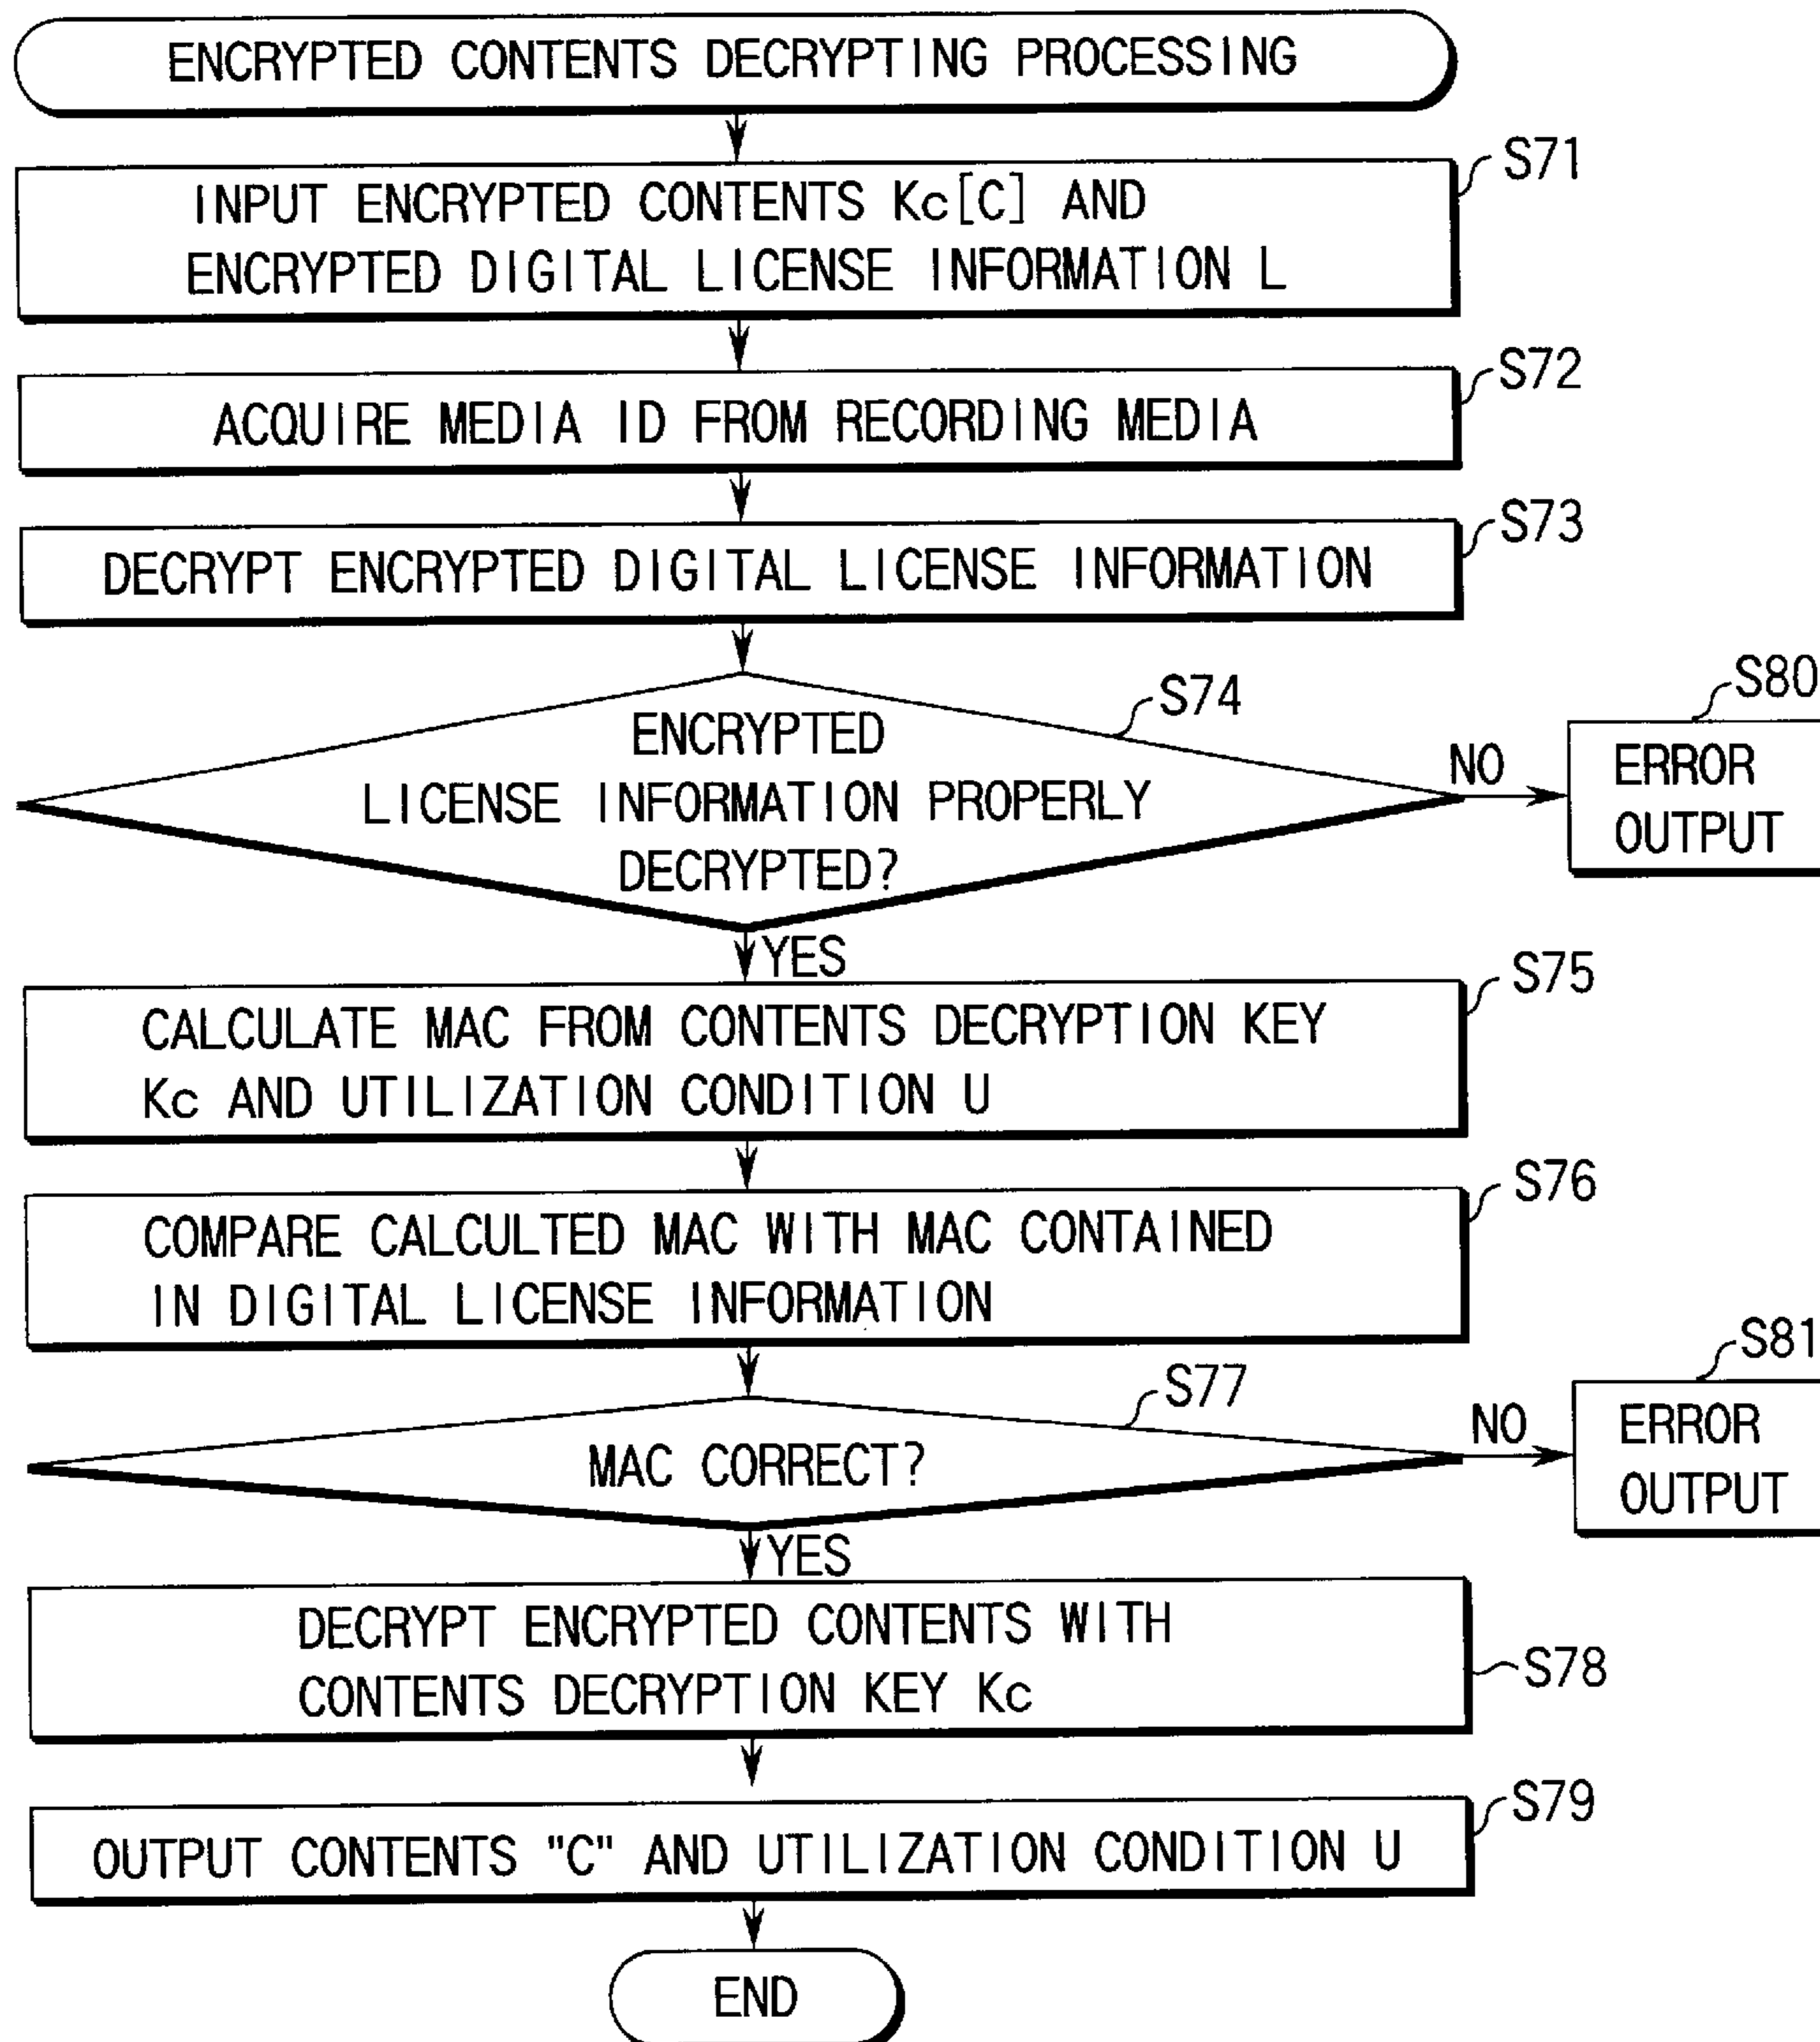 ENCRYPTED CONTENTS DECRYPTING PROCESSING
S71
INPUT ENCRYPTED CONTENTS Kc[C] AND
ENCRYPTED DIGITAL LICENSE INFORMATION L
S72
ACQUIRE MEDIA ID FROM RECORDING MEDIA
S73
DECRYPT ENCRYPTED DIGITAL LICENSE INFORMATION
S74
ENCRYPTED
LICENSE INFORMATION PROPERLY
DECRYPTED?
NO
S80
ERROR
OUTPUT
YES
S75
CALCULATE MAC FROM CONTENTS DECRYPTION KEY
Kc AND UTILIZATION CONDITION U
S76
COMPARE CALCULTED MAC WITH MAC CONTAINED
IN DIGITAL LICENSE INFORMATION
S77
MAC CORRECT?
NO
S81
ERROR
OUTPUT
YES
DECRYPT ENCRYPTED CONTENTS WITH
CONTENTS DECRYPTION KEY Kc
S78
S79
OUTPUT CONTENTS "C" AND UTILIZATION CONDITION U
END